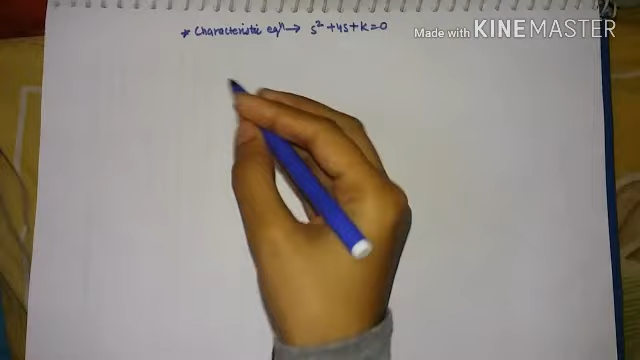 * Characteristic eqn → s² + 4s + k = 0
Made with KINEMASTER